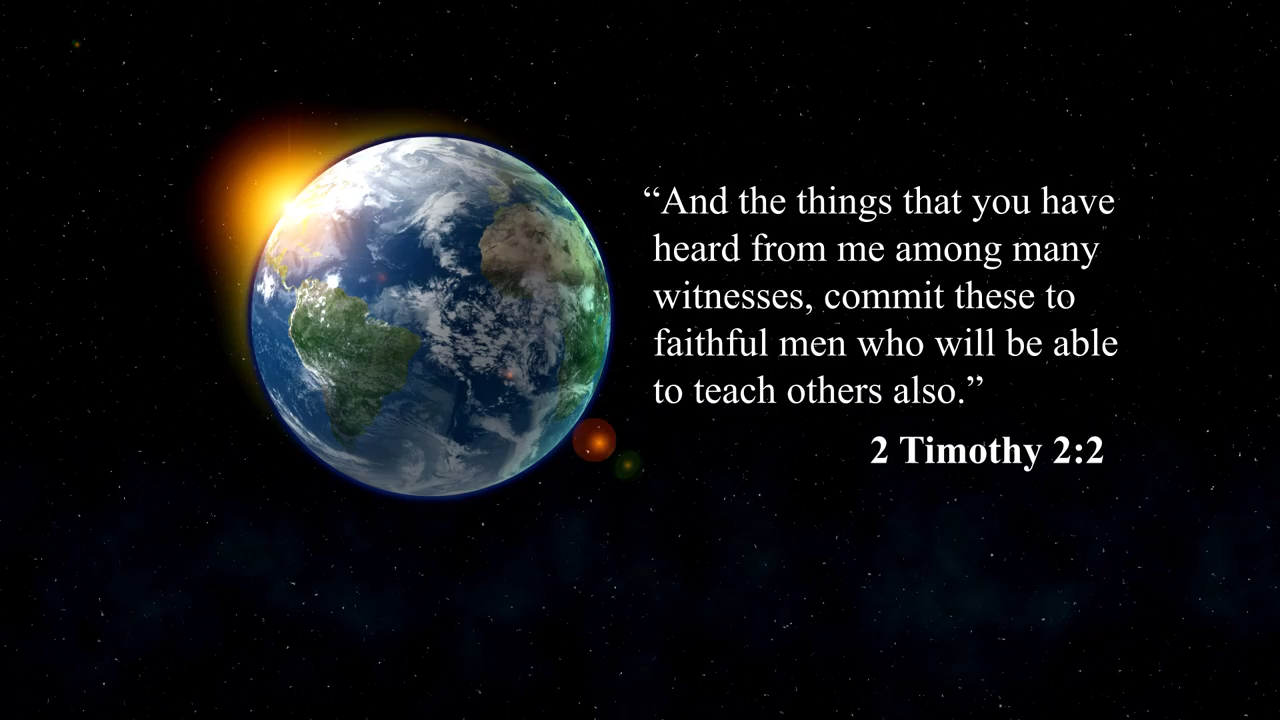 “And the things that you have
heard from me among many
witnesses, commit these to
faithful men who will be able
to teach others also.”
2 Timothy 2:2